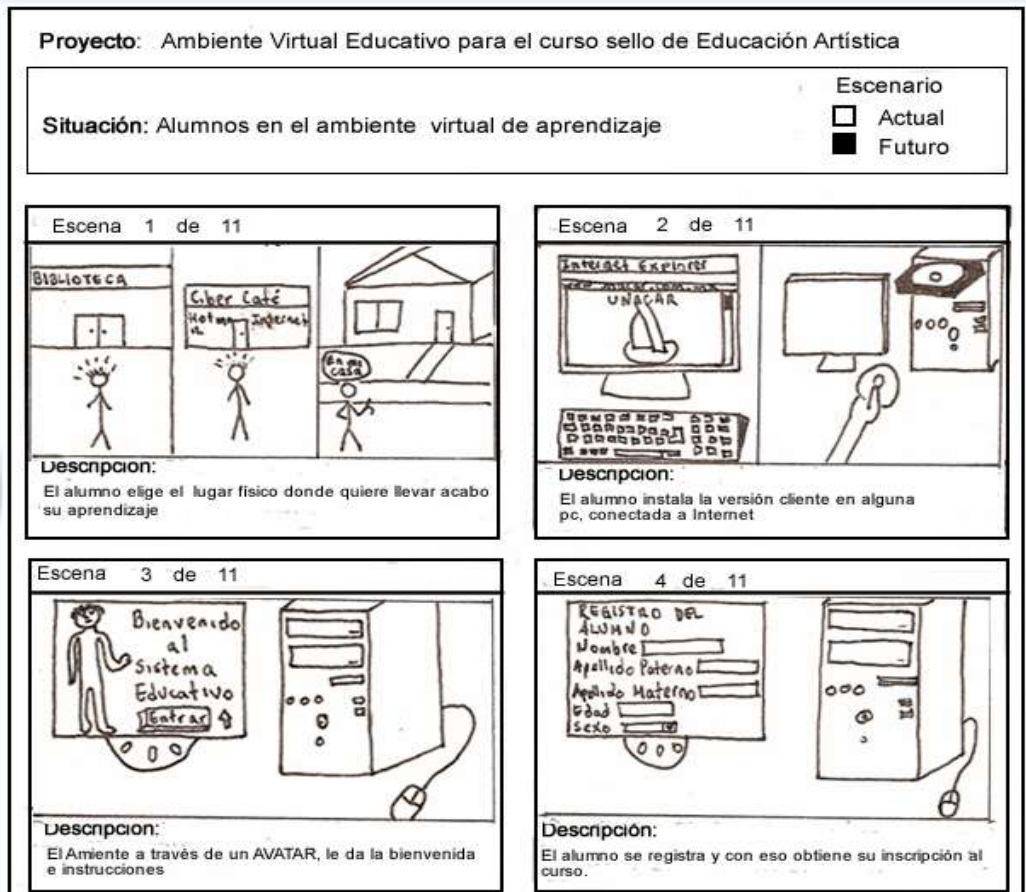 Proyecto: Ambiente Virtual Educativo para el curso sello de Educación Artística
Situación: Alumnos en el ambiente virtual de aprendizaje
Escenario
Actual
Futuro
Escena 1 de 11
BIBLIOTECA
Ciber Café
Internet
En mi
casa
Descripcion:
El alumno elige el lugar físico donde quiere llevar acabo
su aprendizaje
Escena 2 de 11
Internet Explorer
UNACAR
Descripcion:
El alumno instala la versión cliente en alguna
pc, conectada a Internet
Escena 3 de 11
Bienvenido
al
Sistema
Educativo
Entrar
Descripcion:
El Amiente a través de un AVATAR, le da la bienvenida
e instrucciones
Escena 4 de 11
REGISTRO DEL
ALUMNO
Nombre
Apellido Paterno
Apellido Materno
Edad
Sexo
Descripción:
El alumno se registra y con eso obtiene su inscripción al
curso.